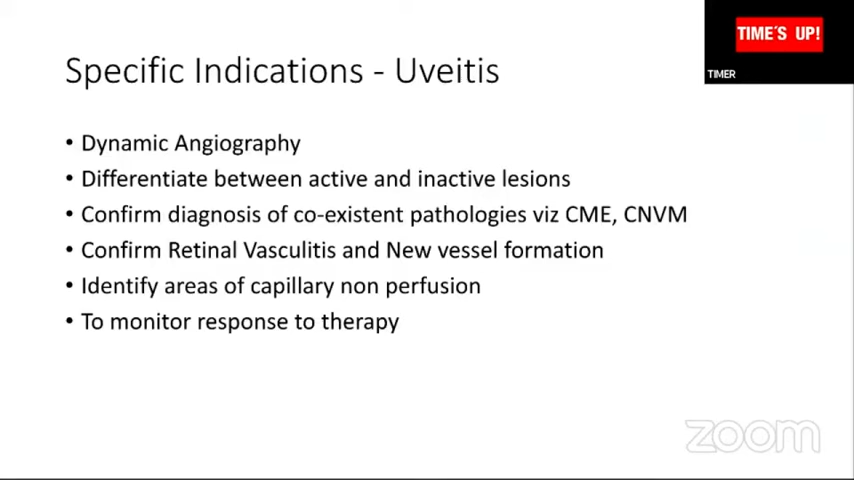 TIME'S UP!
TIMER
Specific Indications - Uveitis
• Dynamic Angiography
• Differentiate between active and inactive lesions
• Confirm diagnosis of co-existent pathologies viz CME, CNVM
• Confirm Retinal Vasculitis and New vessel formation
• Identify areas of capillary non perfusion
• To monitor response to therapy
zoom